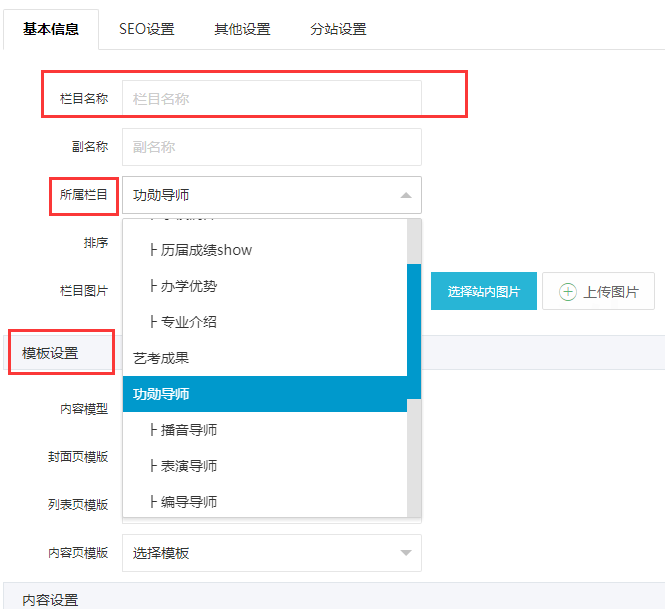 基本信息 SEO设置 其他设置 分站设置
栏目名称 栏目名称
副名称 副名称
所属栏目 功勋导师
排序
├ 历届成绩show
├ 办学优势
栏目图片 选择站内图片 上传图片
├ 专业介绍
模板设置 艺考成果
功勋导师
内容模型
├ 播音导师
封面页模版 ├ 表演导师
列表页模版 ├ 编导导师
内容页模版 选择模板
内容设置